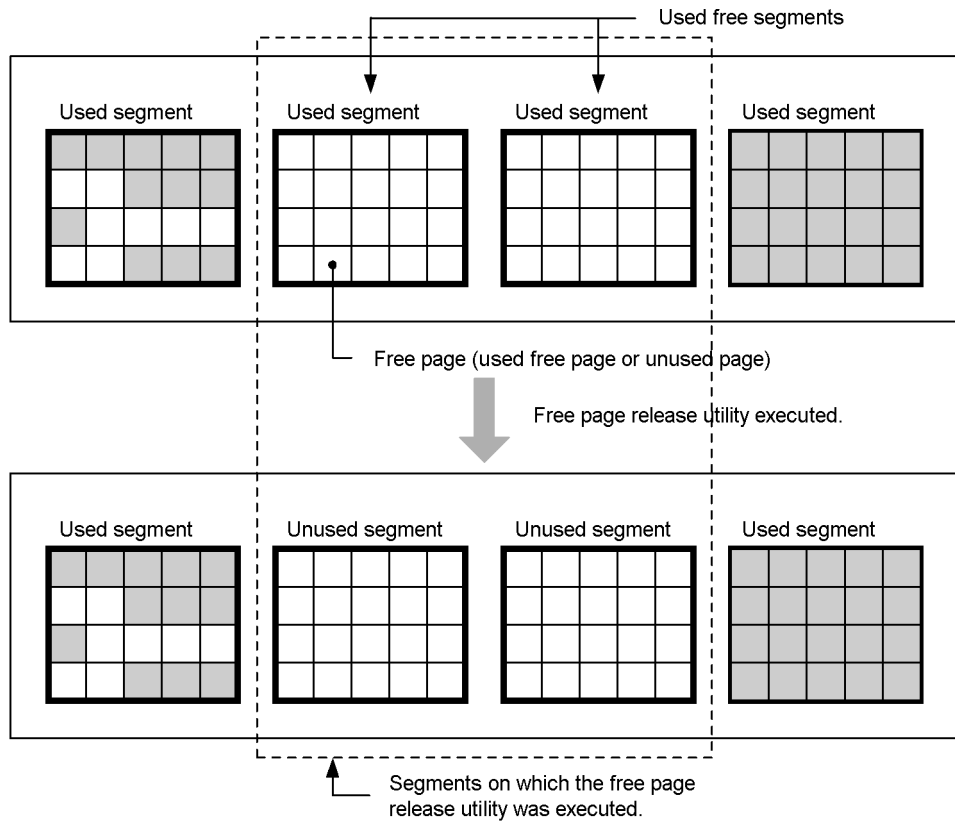 Used free segments
Used segment
Used segment
Used segment
Used segment
Free page (used free page or unused page)
Free page release utility executed.
Used segment
Unused segment
Unused segment
Used segment
Segments on which the free page
release utility was executed.